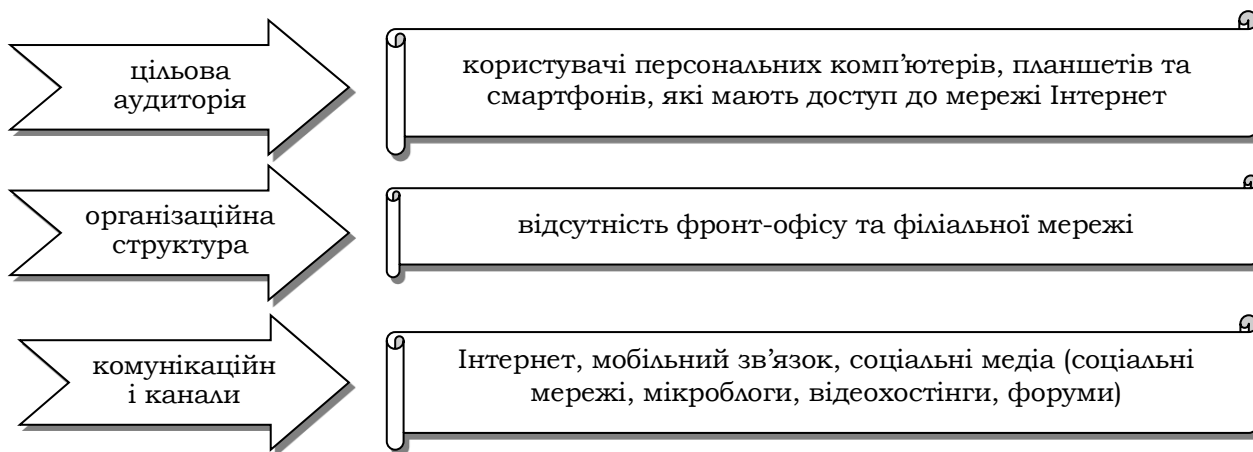 цільова
аудиторія
користувачі персональних комп’ютерів, планшетів та
смартфонів, які мають доступ до мережі Інтернет
організаційна
структура
відсутність фронт-офісу та філіальної мережі
комунікаційн
і канали
Інтернет, мобільний зв’язок, соціальні медіа (соціальні
мережі, мікроблоги, відеохостінги, форуми)